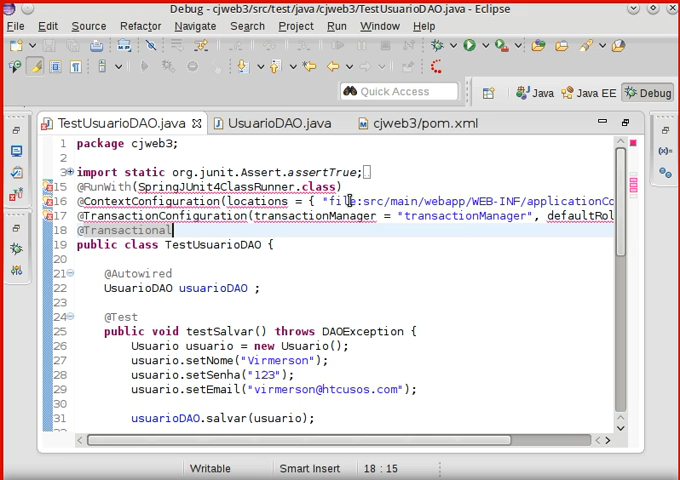 Debug - cjweb3/src/test/java/cjweb3/TestUsuarioDAO.java - Eclipse
File Edit Source Refactor Navigate Search Project Run Window Help
Quick Access Java Java EE Debug
TestUsuarioDAO.java UsuarioDAO.java cjweb3/pom.xml
1 package cjweb3;
2
3 import static org.junit.Assert.assertTrue;
15 @RunWith(SpringJUnit4ClassRunner.class)
16 @ContextConfiguration(locations = { "file:src/main/webapp/WEB-INF/applicationCo
17 @TransactionConfiguration(transactionManager = "transactionManager", defaultRol
18 @Transactional
19 public class TestUsuarioDAO {
20
21 @Autowired
22 UsuarioDAO usuarioDAO ;
23
24 @Test
25 public void testSalvar() throws DAOException {
26 Usuario usuario = new Usuario();
27 usuario.setNome("Virmerson");
28 usuario.setSenha("123");
29 usuario.setEmail("virmerson@htcusos.com");
30
31 usuarioDAO.salvar(usuario);
Writable Smart Insert 18 : 15